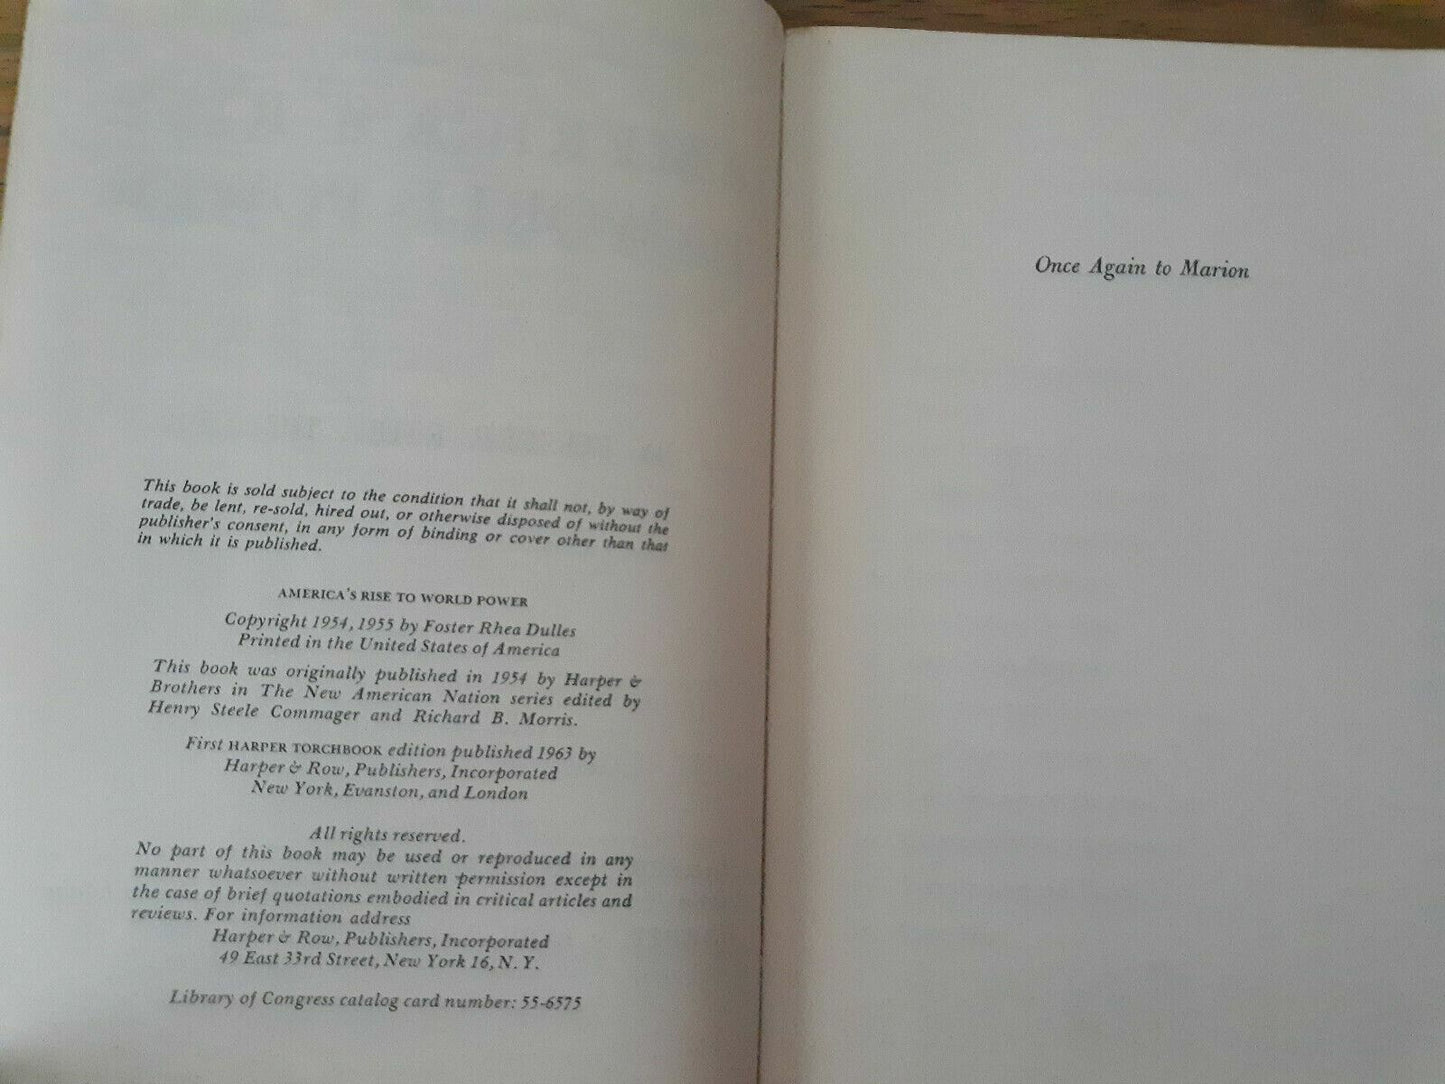 This book is sold subject to the condition that it shall not, by way of
trade, be lent, re-sold, hired out, or otherwise disposed of without the
publisher's consent, in any form of binding or cover other than that
in which it is published.
AMERICA'S RISE TO WORLD POWER
Copyright 1954, 1955 by Foster Rhea Dulles
Printed in the United States of America
This book was originally published in 1954 by Harper &
Brothers in The New American Nation series edited by
Henry Steele Commager and Richard B. Morris.
First HARPER TORCHBOOK edition published 1963 by
Harper & Row, Publishers, Incorporated
New York, Evanston, and London
All rights reserved.
No part of this book may be used or reproduced in any
manner whatsoever without written permission except in
the case of brief quotations embodied in critical articles and
reviews. For information address
Harper & Row, Publishers, Incorporated
49 East 33rd Street, New York 16, N. Y.
Library of Congress catalog card number: 55-6575
Once Again to Marion